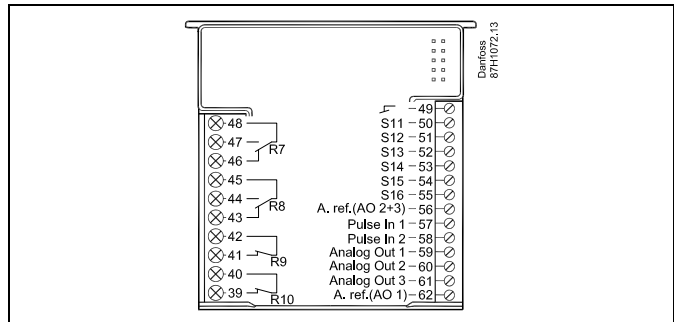 Danfoss
87H1072.13
48
47
R7
46
45
44
R8
43
42
41
R9
40
39
R10
49
S11 – 50
S12 – 51
S13 – 52
S14 – 53
S15 – 54
S16 – 55
A. ref.(AO 2+3) – 56
Pulse In 1 – 57
Pulse In 2 – 58
Analog Out 1 – 59
Analog Out 2 – 60
Analog Out 3 – 61
A. ref.(AO 1) – 62